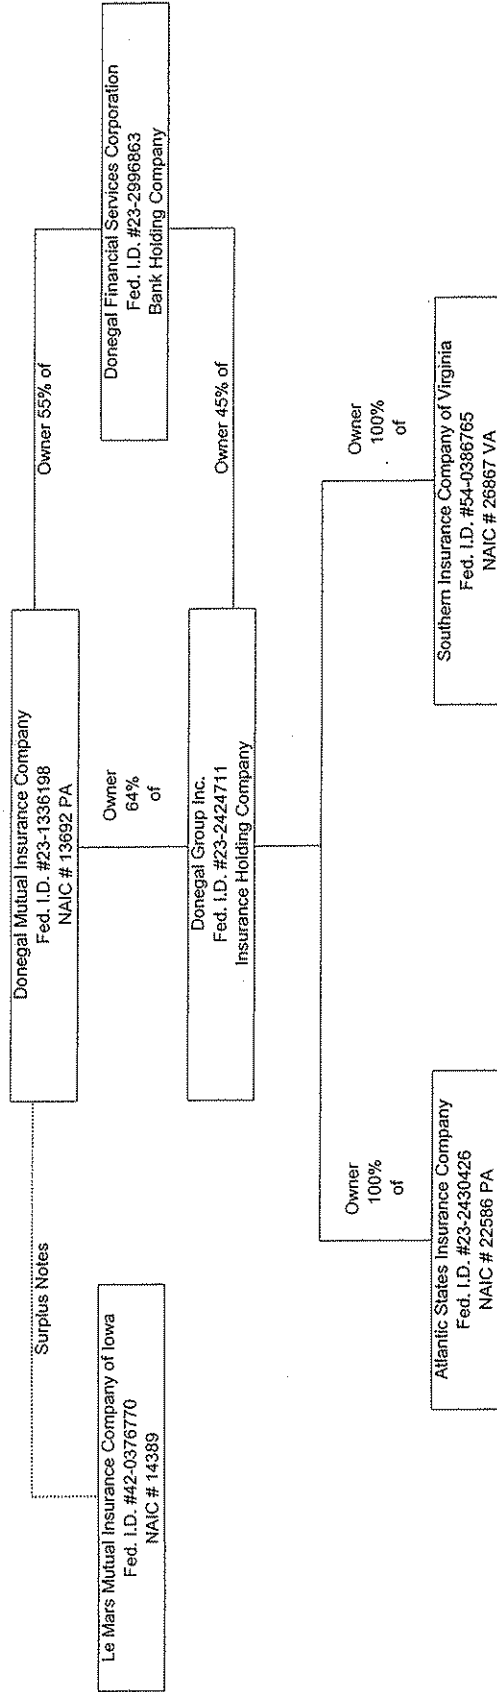 Donegal Mutual Insurance Company
Fed. I.D. #23-1336198
NAIC # 13692 PA
Surplus Notes
Owner 55% of
Le Mars Mutual Insurance Company of Iowa
Fed. I.D. #42-0376770
NAIC # 14389
Owner
64%
of
Donegal Financial Services Corporation
Fed. I.D. #23-2996863
Bank Holding Company
Donegal Group Inc.
Fed. I.D. #23-2424711
Insurance Holding Company
Owner 45% of
Owner
100%
of
Owner
100%
of
Atlantic States Insurance Company
Fed. I.D. #23-2430426
NAIC # 22586 PA
Southern Insurance Company of Virginia
Fed. I.D. #54-0386765
NAIC # 26867 VA